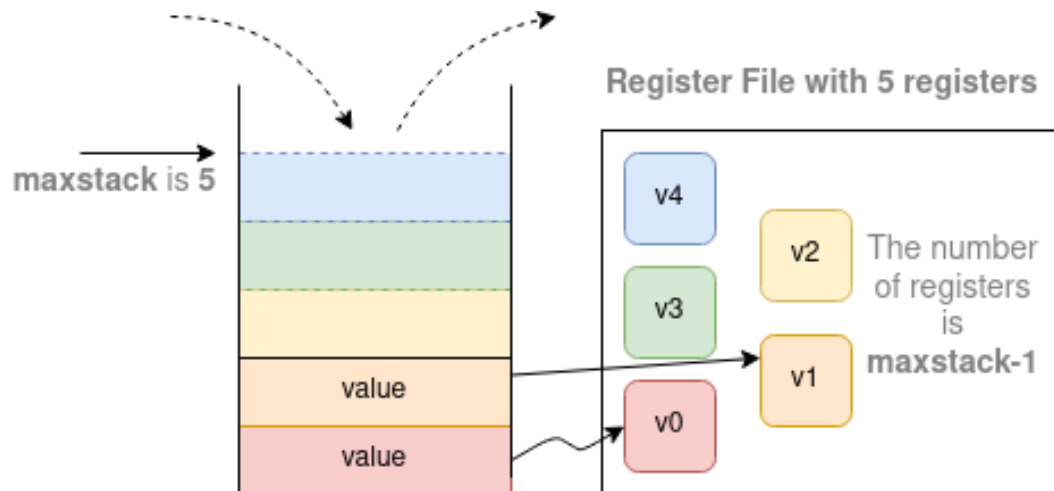 Register File with 5 registers
maxstack is 5
v4
v2
The number
of registers
is
maxstack-1
v3
v1
value
v0
value